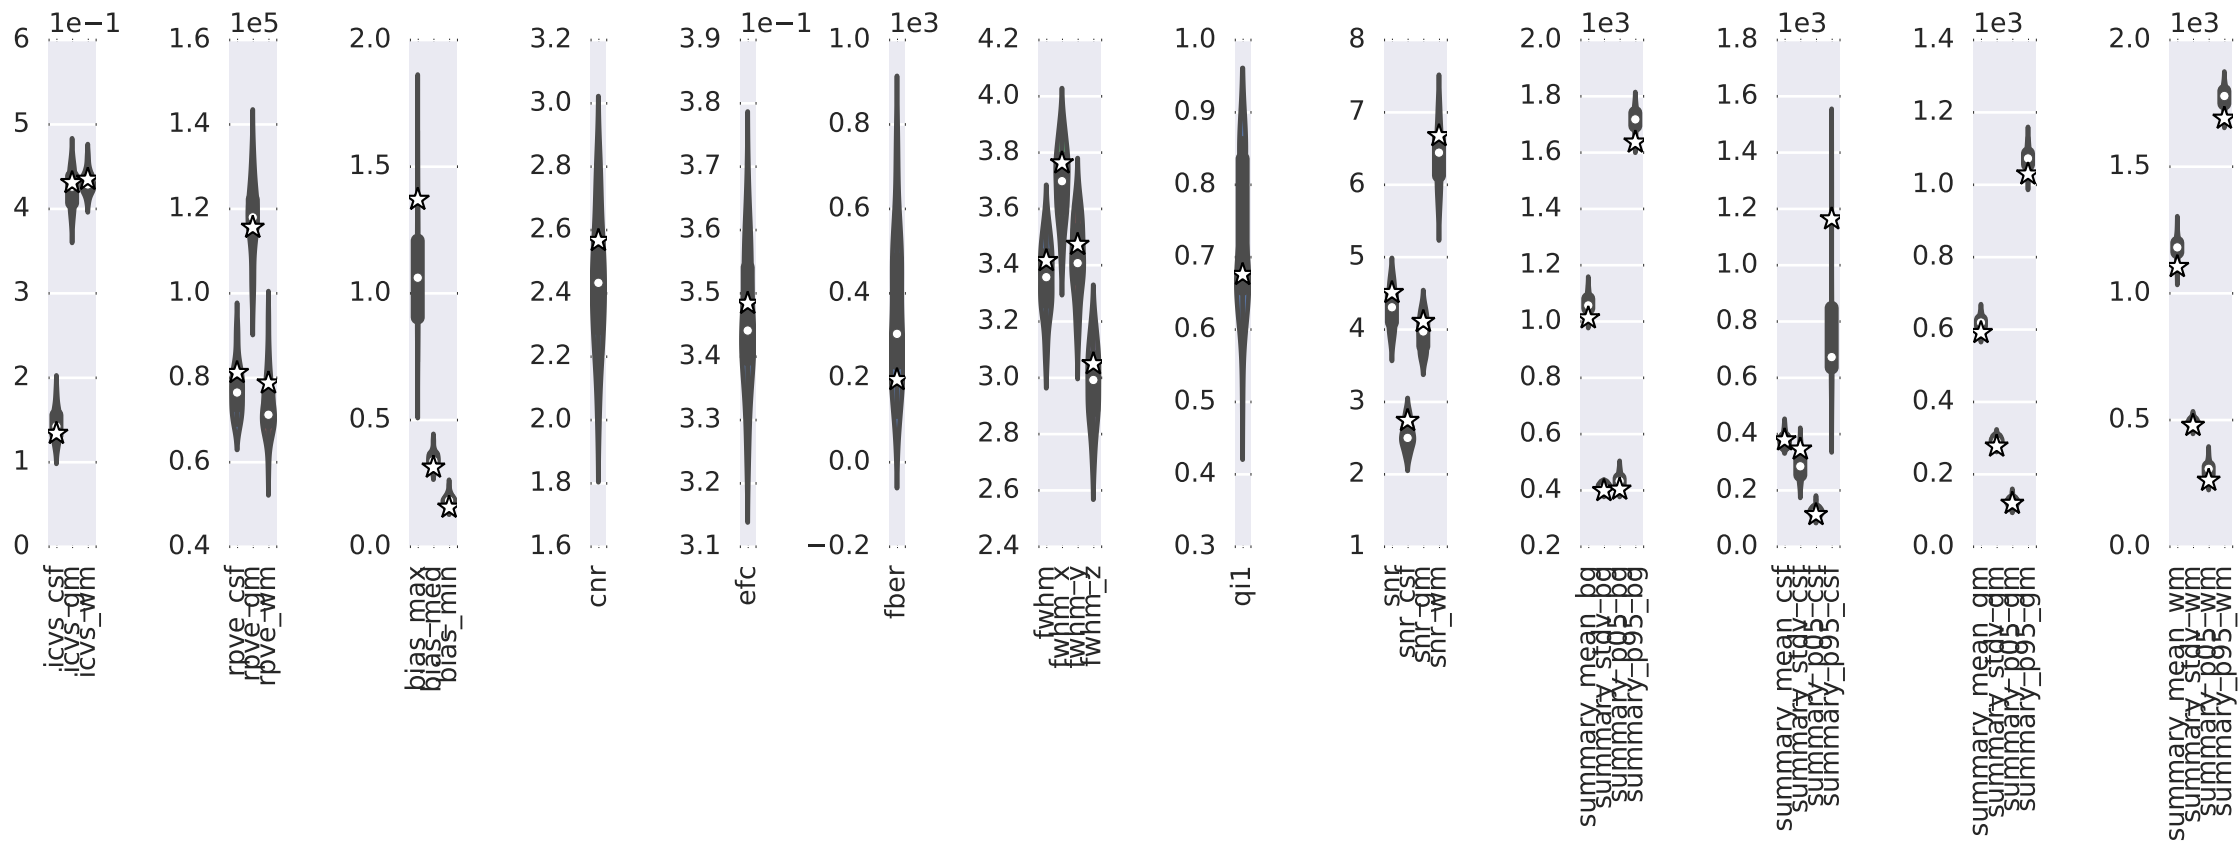 1e−1
6
5
4
3
2
1
0
icvs_csf
icvs_gm
icvs_wm
1e5
1.6
1.4
1.2
1.0
0.8
0.6
0.4
rpve_csf
rpve_gm
rpve_wm
2.0
1.5
1.0
0.5
0.0
bias_max
bias_med
bias_min
3.2
3.0
2.8
2.6
2.4
2.2
2.0
1.8
1.6
cnr
1e−1
3.9
3.8
3.7
3.6
3.5
3.4
3.3
3.2
3.1
efc
1e3
1.0
0.8
0.6
0.4
0.2
0.0
−0.2
fber
4.2
4.0
3.8
3.6
3.4
3.2
3.0
2.8
2.6
2.4
fwhm
fwhm_x
fwhm_y
fwhm_z
1.0
0.9
0.8
0.7
0.6
0.5
0.4
0.3
qi1
8
7
6
5
4
3
2
1
snr
snr_csf
snr_gm
snr_wm
1e3
2.0
1.8
1.6
1.4
1.2
1.0
0.8
0.6
0.4
0.2
summary_mean_bg
summary_stdv_bg
summary_p05_bg
summary_p95_bg
1e3
1.8
1.6
1.4
1.2
1.0
0.8
0.6
0.4
0.2
0.0
summary_mean_csf
summary_stdv_csf
summary_p05_csf
summary_p95_csf
1e3
1.4
1.2
1.0
0.8
0.6
0.4
0.2
0.0
summary_mean_gm
summary_stdv_gm
summary_p05_gm
summary_p95_gm
1e3
2.0
1.5
1.0
0.5
0.0
summary_mean_wm
summary_stdv_wm
summary_p05_wm
summary_p95_wm